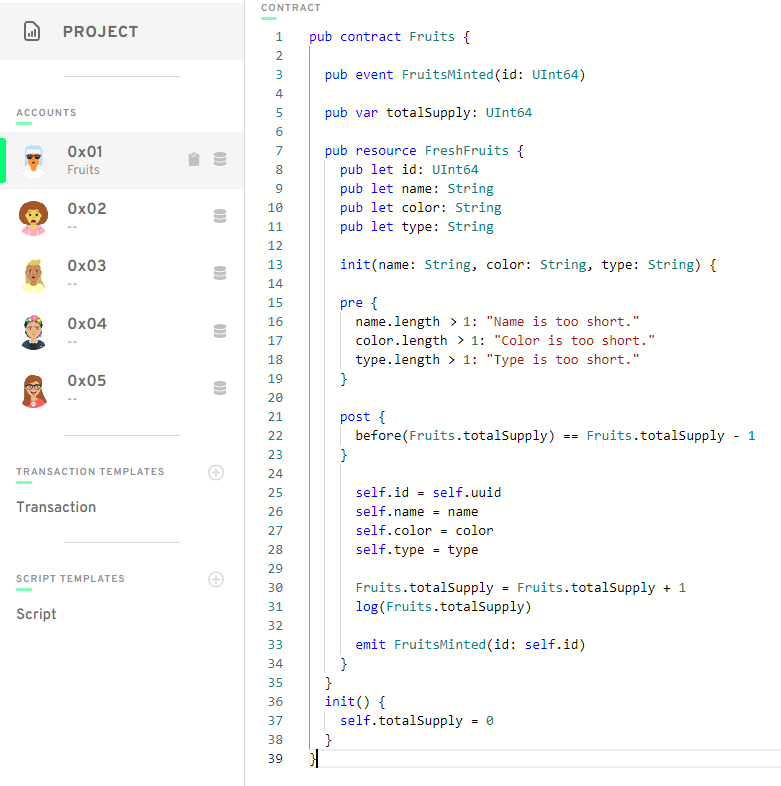 PROJECT
ACCOUNTS
0x01
Fruits
0x02
--
0x03
--
0x04
--
0x05
--
TRANSACTION TEMPLATES
Transaction
SCRIPT TEMPLATES
Script
CONTRACT
1 pub contract Fruits {
2
3 pub event FruitsMinted(id: UInt64)
4
5 pub var totalSupply: UInt64
6
7 pub resource FreshFruits {
8 pub let id: UInt64
9 pub let name: String
10 pub let color: String
11 pub let type: String
12
13 init(name: String, color: String, type: String) {
14
15 pre {
16 name.length > 1: "Name is too short."
17 color.length > 1: "Color is too short."
18 type.length > 1: "Type is too short."
19 }
20
21 post {
22 before(Fruits.totalSupply) == Fruits.totalSupply - 1
23 }
24
25 self.id = self.uuid
26 self.name = name
27 self.color = color
28 self.type = type
29
30 Fruits.totalSupply = Fruits.totalSupply + 1
31 log(Fruits.totalSupply)
32
33 emit FruitsMinted(id: self.id)
34 }
35 }
36 init() {
37 self.totalSupply = 0
38 }
39 }